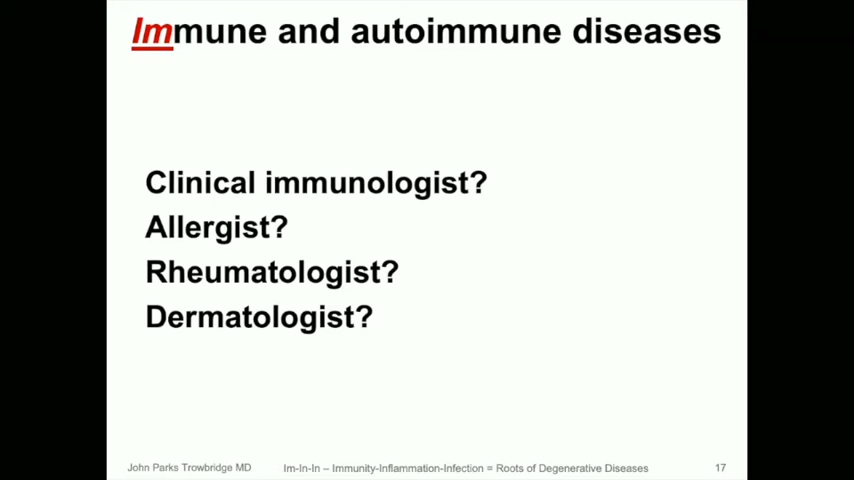 Immune and autoimmune diseases
Clinical immunologist?
Allergist?
Rheumatologist?
Dermatologist?
John Parks Trowbridge MD Im-In-In – Immunity-Inflammation-Infection = Roots of Degenerative Diseases 17